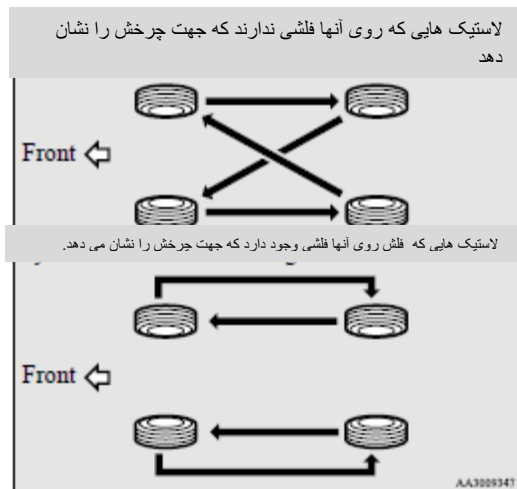 لاستیک هایی که روی آنها فلشی ندارند که جهت چرخش را نشان
دهد
Front
لاستیک هایی که فلش روی آنها فلشی وجود دارد که جهت چرخش را نشان می دهد.
Front
AA3009347